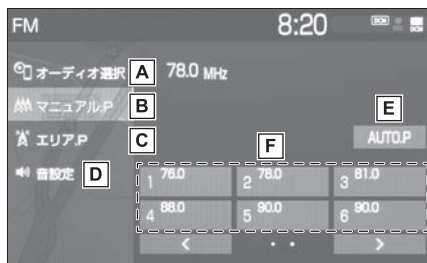 FM 8:20 DCM DCM
オーディオ選択 A 78.0 MHz
マニュアル.P B
E
エリア.P C AUTO.P
F
音設定 D
1 76.0 2 78.0 3 81.0
4 88.0 5 90.0 6 90.0
< • • >